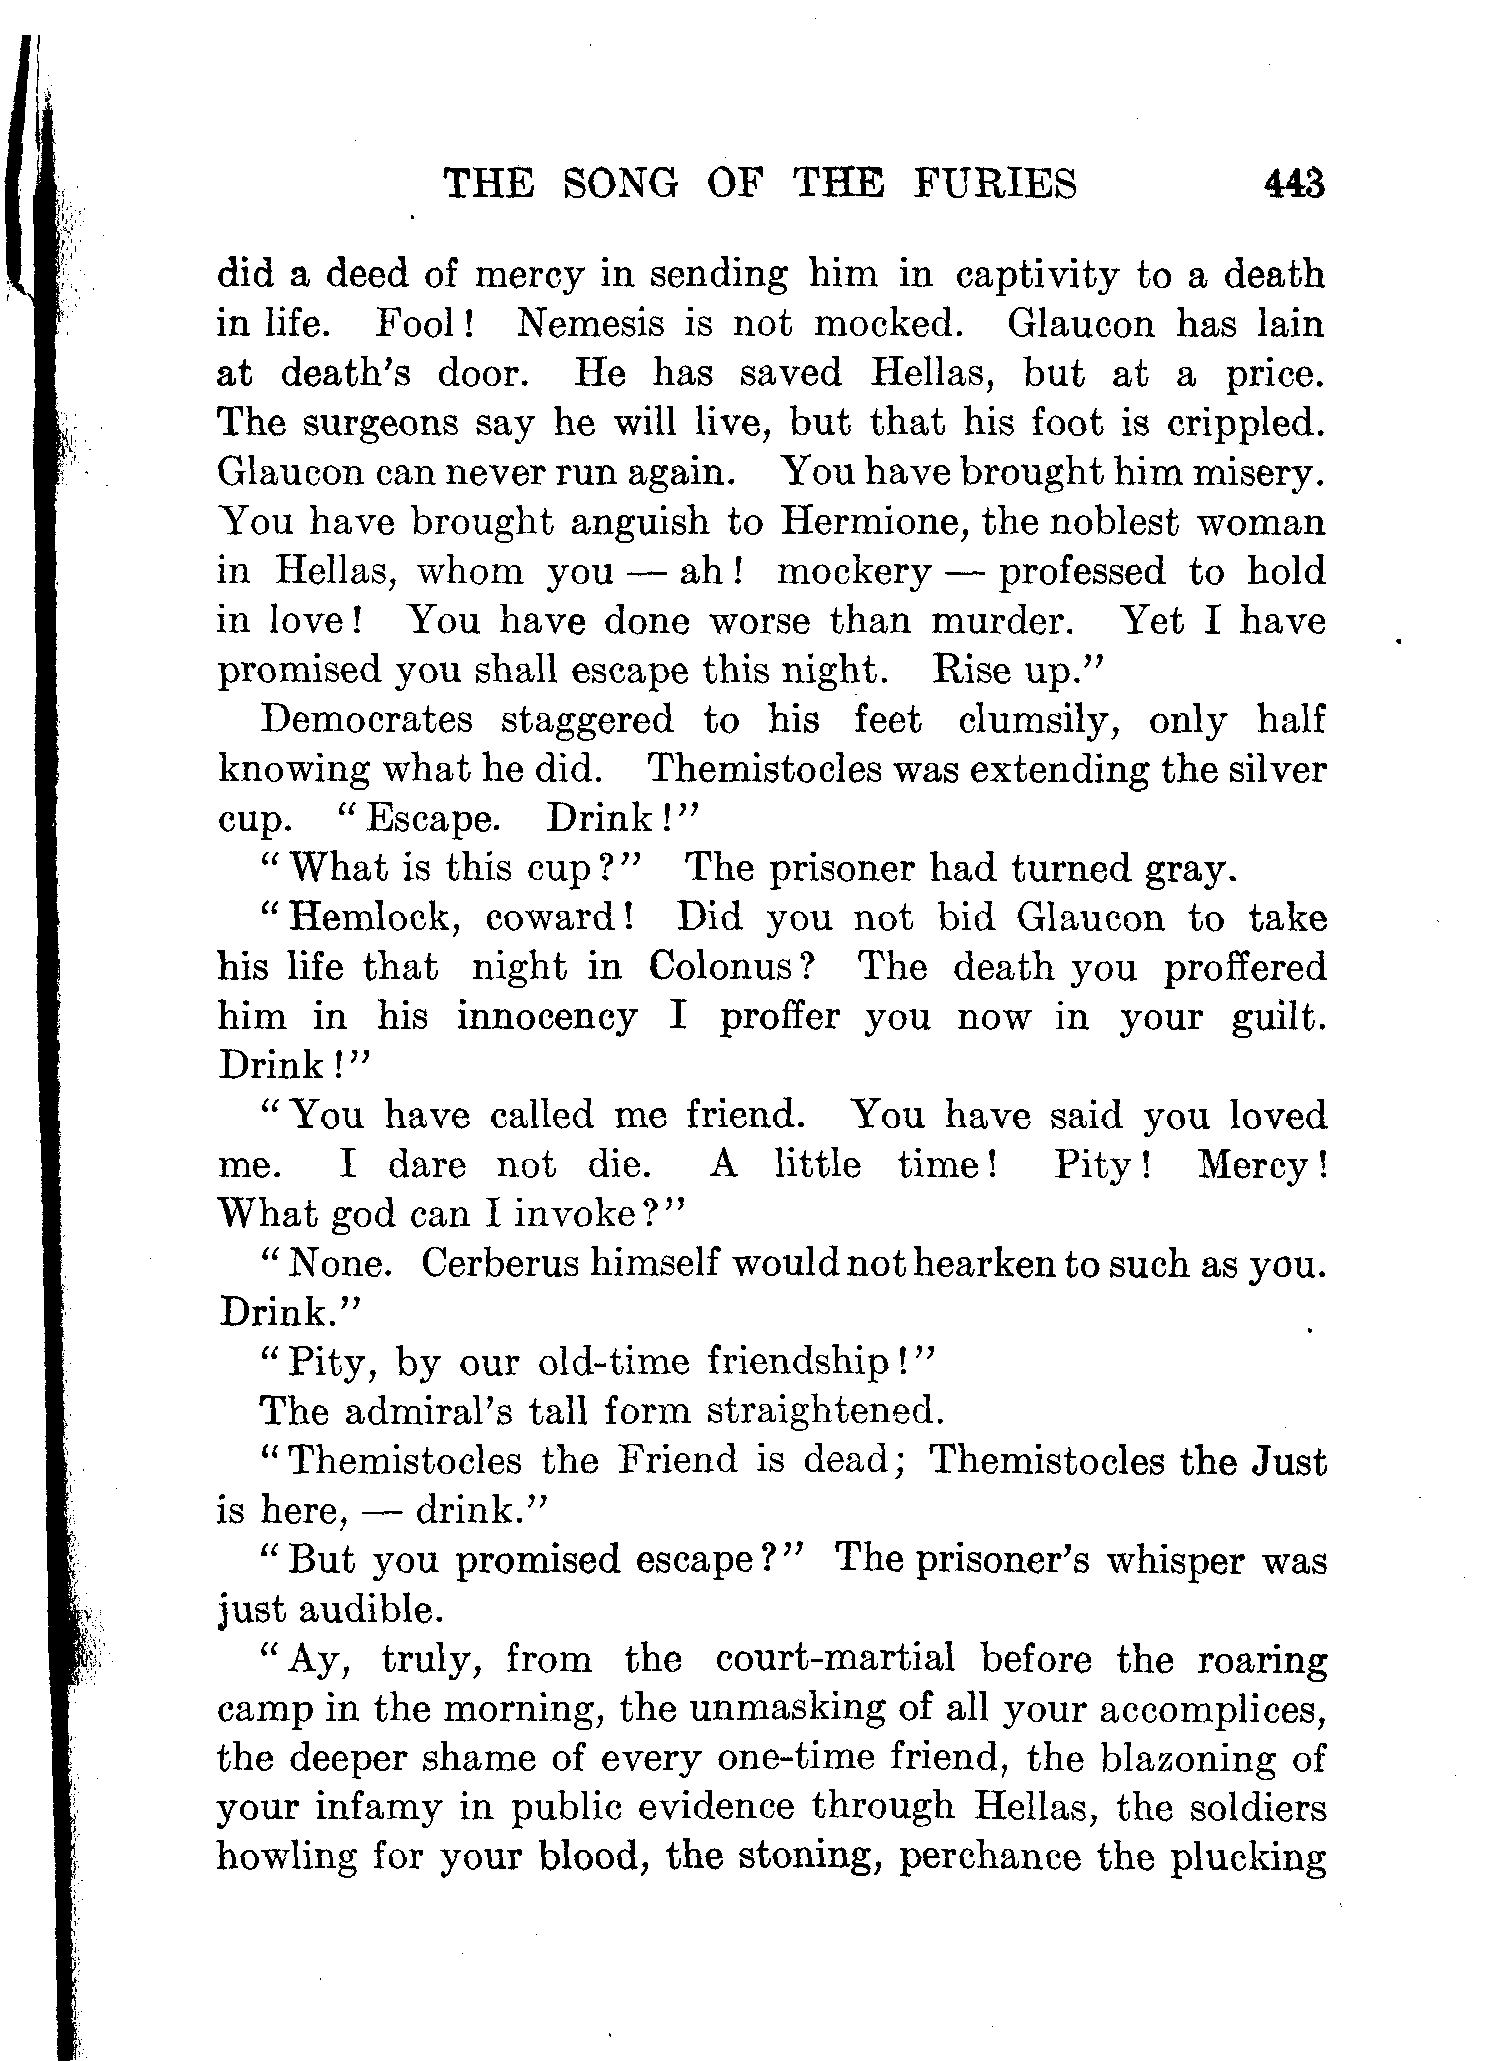 THE SONG OF THE FURIES 443
did a deed of mercy in sending him in captivity to a death
in life. Fool! Nemesis is not mocked. Glaucon has lain
at death's door. He has saved Hellas, but at a price.
The surgeons say he will live, but that his foot is crippled.
Glaucon can never run again. You have brought him misery.
You have brought anguish to Hermione, the noblest woman
in Hellas, whom you — ah! mockery — professed to hold
in love! You have done worse than murder. Yet I have
promised you shall escape this night. Rise up."
Democrates staggered to his feet clumsily, only half
knowing what he did. Themistocles was extending the silver
cup. "Escape. Drink!"
"What is this cup?" The prisoner had turned gray.
"Hemlock, coward! Did you not bid Glaucon to take
his life that night in Colonus? The death you proffered
him in his innocency I proffer you now in your guilt.
Drink!"
"You have called me friend. You have said you loved
me. I dare not die. A little time! Pity! Mercy!
What god can I invoke?"
"None. Cerberus himself would not hearken to such as you.
Drink."
"Pity, by our old-time friendship!"
The admiral's tall form straightened.
"Themistocles the Friend is dead; Themistocles the Just
is here, — drink."
"But you promised escape?" The prisoner's whisper was
just audible.
"Ay, truly, from the court-martial before the roaring
camp in the morning, the unmasking of all your accomplices,
the deeper shame of every one-time friend, the blazoning of
your infamy in public evidence through Hellas, the soldiers
howling for your blood, the stoning, perchance the plucking